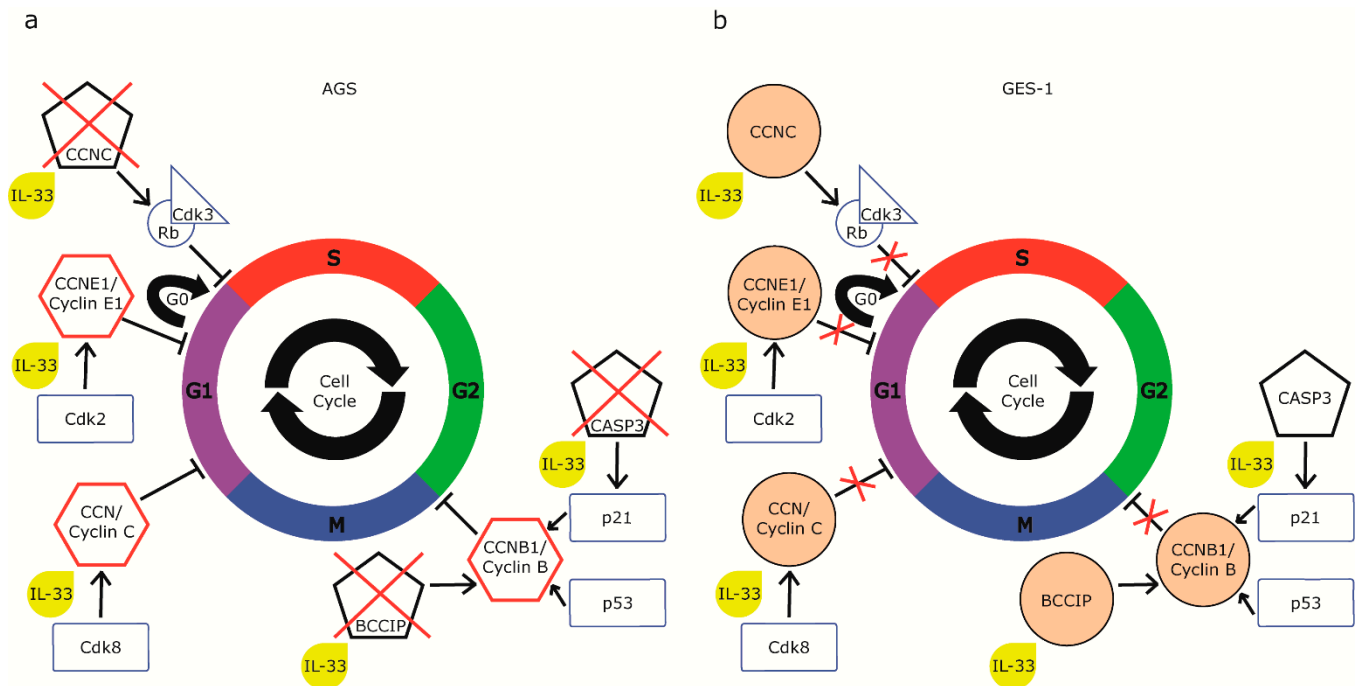 a
AGS
CCNC
IL-33
Cdk3
Rb
CCNE1/
Cyclin E1
G0
IL-33
Cdk2
S
G1
G2
M
Cell
Cycle
CASP3
IL-33
p21
CCN/
Cyclin C
IL-33
Cdk8
CCNB1/
Cyclin B
p53
BCCIP
IL-33
b
GES-1
CCNC
IL-33
Cdk3
Rb
CCNE1/
Cyclin E1
G0
IL-33
Cdk2
S
G1
G2
M
Cell
Cycle
CASP3
IL-33
p21
CCN/
Cyclin C
IL-33
Cdk8
CCNB1/
Cyclin B
p53
BCCIP
IL-33